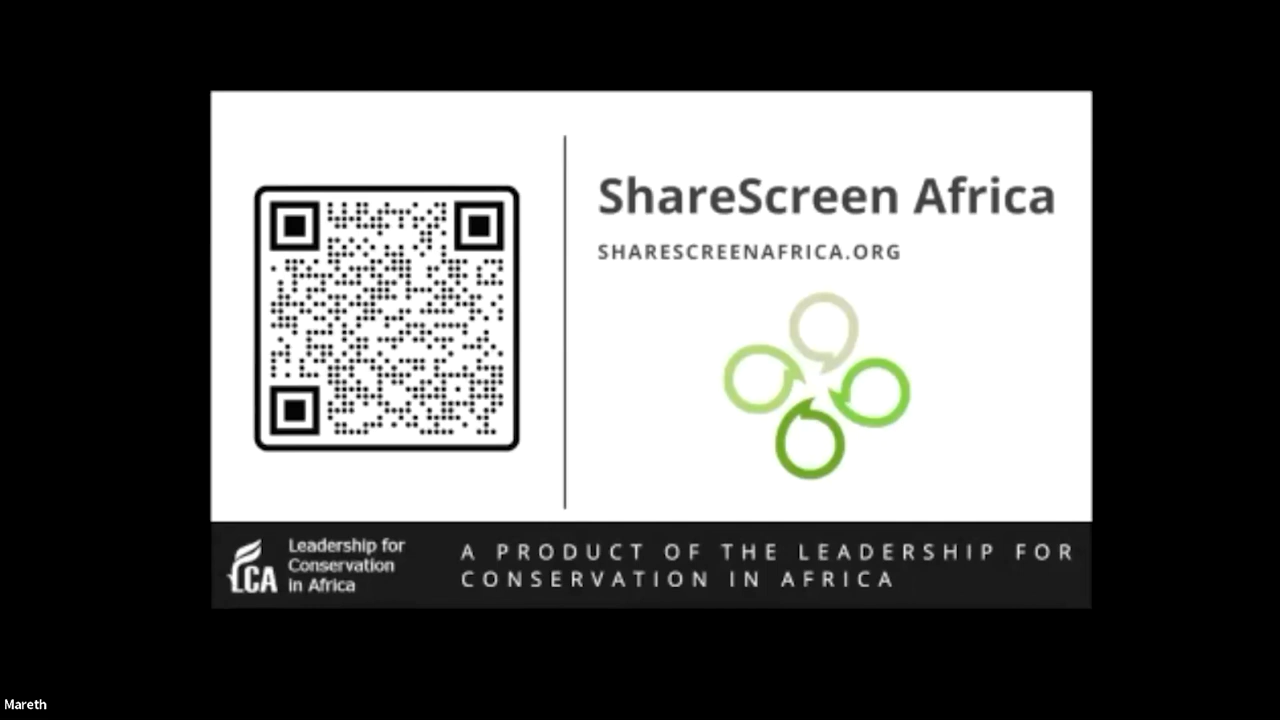 ShareScreen Africa
SHARESCREENAFRICA.ORG
LCA
Leadership for
Conservation
in Africa
A PRODUCT OF THE LEADERSHIP FOR
CONSERVATION IN AFRICA
Mareth